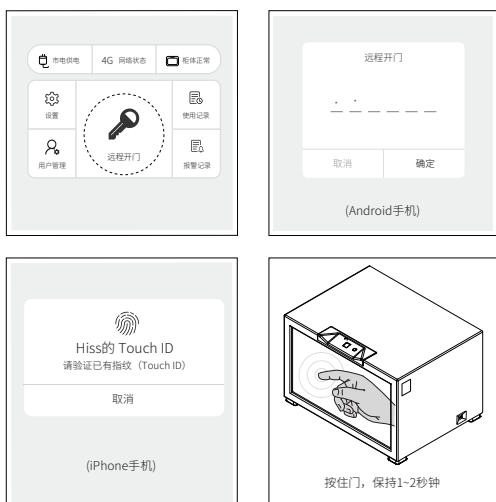 市电供电
4G 网络状态
柜体正常
设置
使用记录
远程开门
用户管理
报警记录
远程开门
取消
确定
(Android手机)
Hiss的 Touch ID
请验证已有指纹（Touch ID）
取消
(iPhone手机)
按住门，保持1~2秒钟